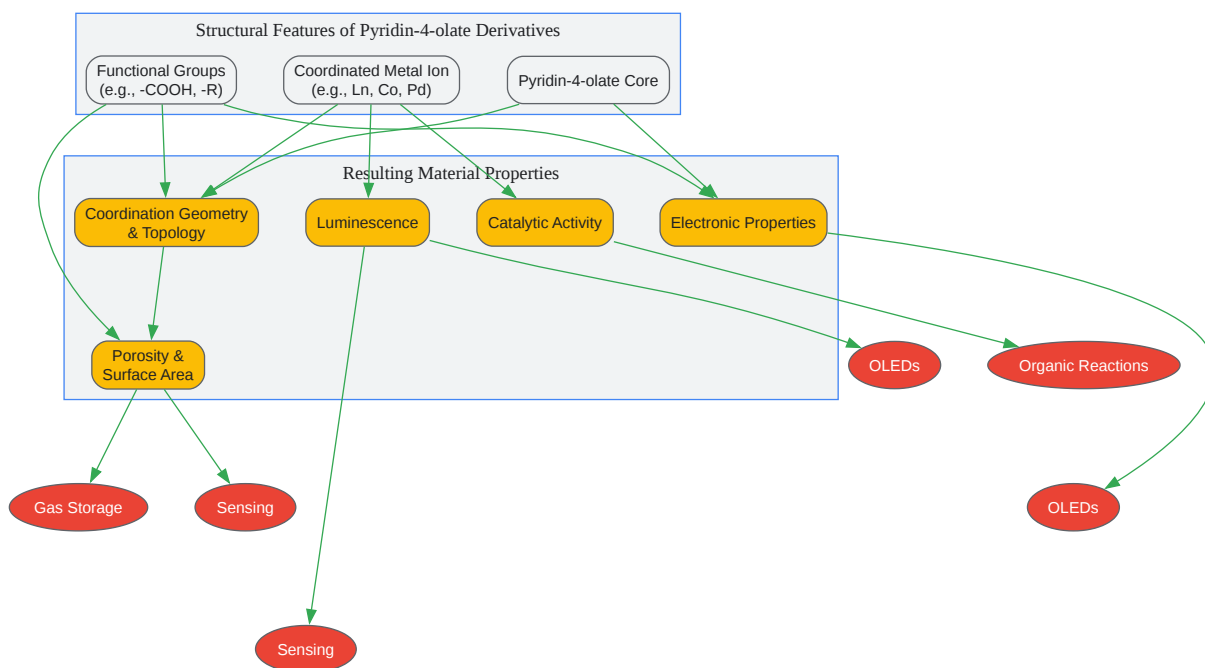 Structural Features of Pyridin-4-olate Derivatives
Functional Groups
(e.g., -COOH, -R)
Coordinated Metal Ion
(e.g., Ln, Co, Pd)
Pyridin-4-olate Core
Resulting Material Properties
Coordination Geometry
& Topology
Luminescence
Catalytic Activity
Electronic Properties
Porosity &
Surface Area
OLEDs
Organic Reactions
Gas Storage
Sensing
OLEDs
Sensing